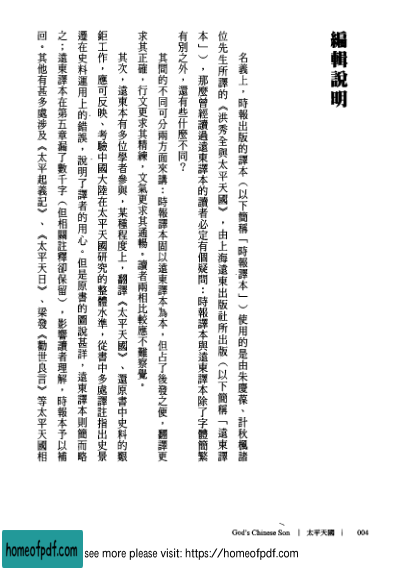 編輯說明
名義上，時報出版的譯本（以下簡稱「時報譯本」）使用的是由朱慶葆、計秋楓諸
位先生所譯的《洪秀全與太平天國》，由上海遠東出版社所出版（以下簡稱「遠東譯
本」），那麼曾經讀過遠東譯本的讀者必定有個疑問：時報譯本與遠東譯本除了字體簡繁
有別之外，還有些什麼不同？
其間的不同可分兩方面來講：時報譯本固以遠東譯本為本，但占了後發之便，翻譯更
求其正確，行文更求其精練，文氣更求其通暢，讀者兩相比較應不難察覺。
其次，遠東本有多位學者參與，某種程度上，翻譯《太平天國》、還原書中史料的艱
鉅工作，應可反映、考驗中國大陸在太平天國研究的整體水準，從書中多處譯註指出史景
遷在史料運用上的錯誤，說明了譯者的用心。但是原書的圖說甚詳，遠東譯本則簡而略
之；遠東譯本在第五章漏了數千字（但相關註釋卻保留），影響讀者理解，時報本予以補
回。其他有甚多處涉及《太平起義記》、《太平天日》、梁發《勸世良言》等太平天國相
God's Chinese Son | 太平天國 | 004
homeofpdf.com see more please visit: https://homeofpdf.com